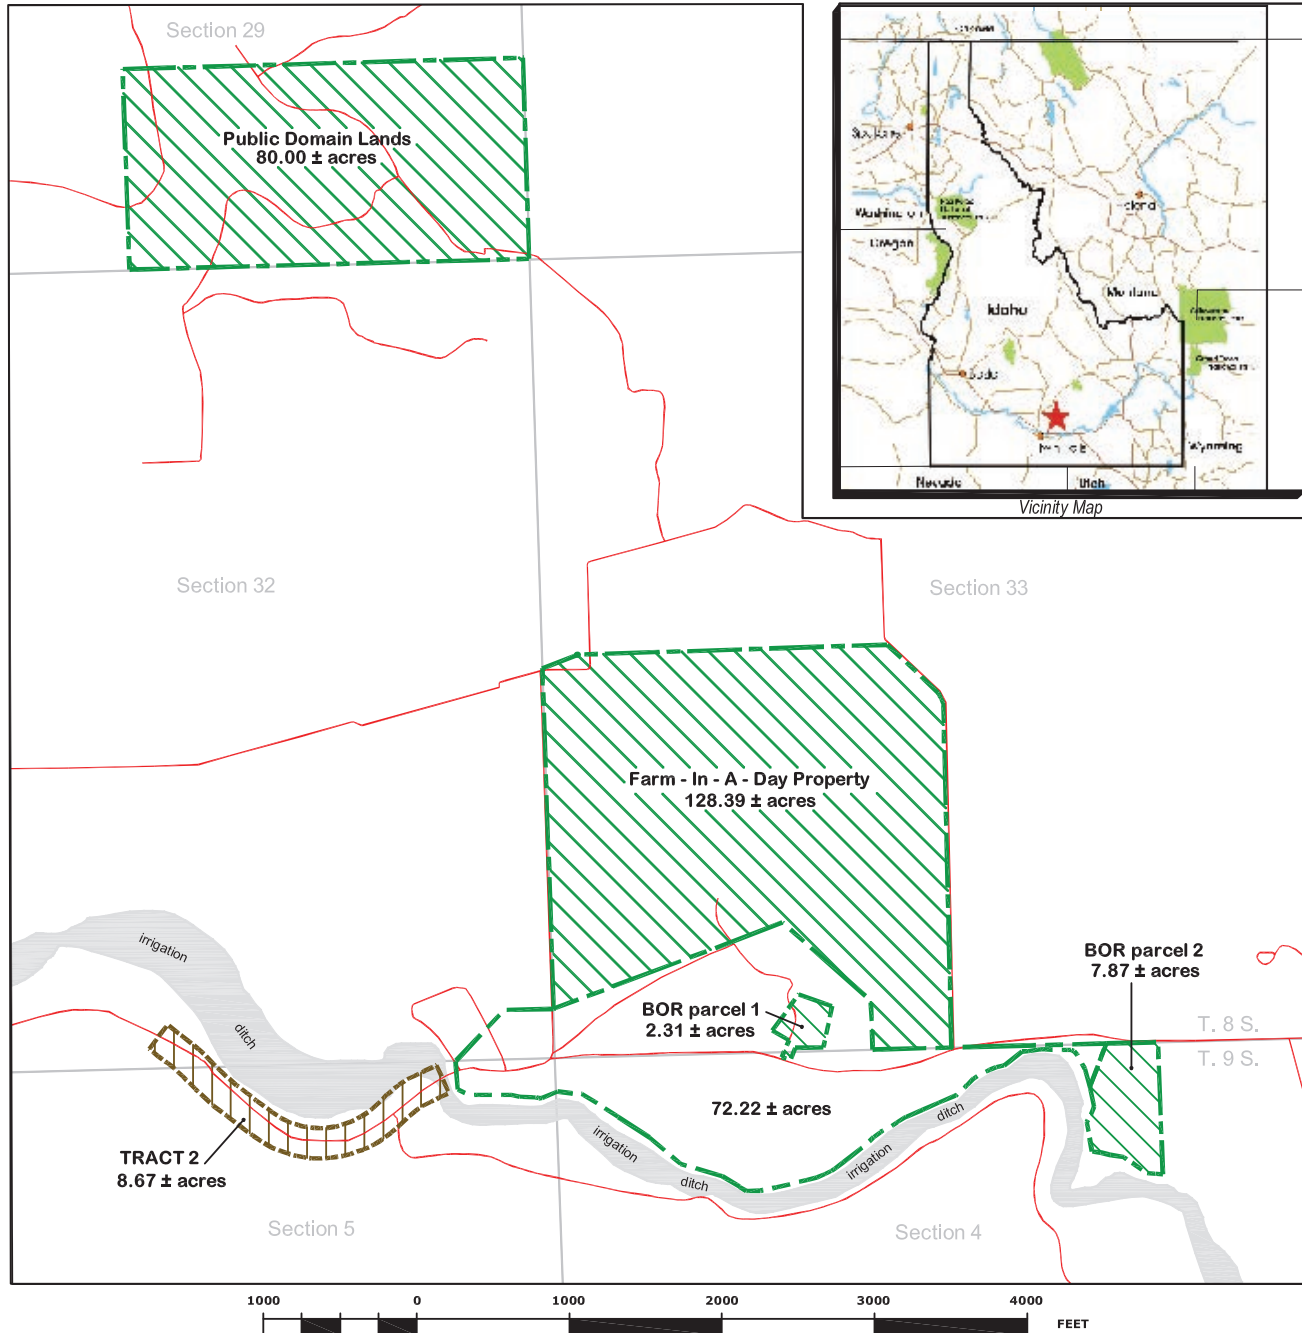 Section 29
Public Domain Lands
80.00 ± acres
Washington
Oregon
Idaho
Montana
Wyoming
Nevada
Utah
Vicinity Map
Section 32
Section 33
Farm - In - A - Day Property
128.39 ± acres
irrigation
ditch
BOR parcel 1
2.31 ± acres
BOR parcel 2
7.87 ± acres
T. 8 S.
T. 9 S.
72.22 ± acres
irrigation
ditch
irrigation
ditch
TRACT 2
8.67 ± acres
Section 5
Section 4
1000 0 1000 2000 3000 4000
FEET